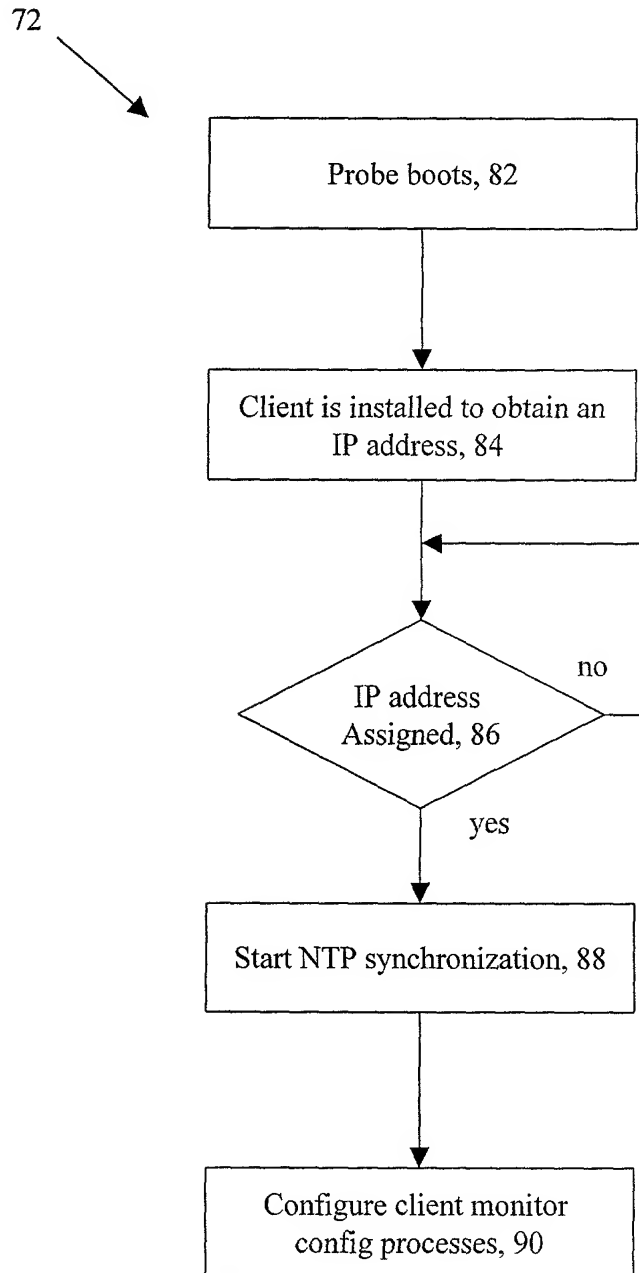 72
Probe boots, 82
Client is installed to obtain an
IP address, 84
no
IP address
Assigned, 86
yes
Start NTP synchronization, 88
Configure client monitor
config processes, 90